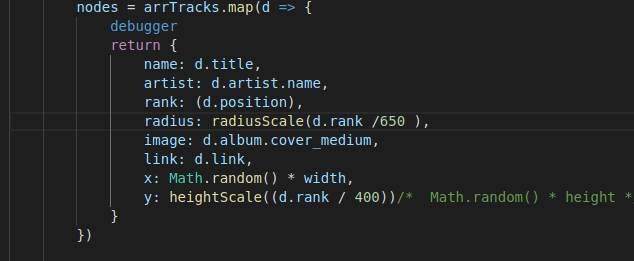 nodes = arrTracks.map(d => {
debugger
return {
name: d.title,
artist: d.artist.name,
rank: (d.position),
radius: radiusScale(d.rank /650 ),
image: d.album.cover_medium,
link: d.link,
x: Math.random() * width,
y: heightScale((d.rank / 400))/*  Math.random() * height *
}
})